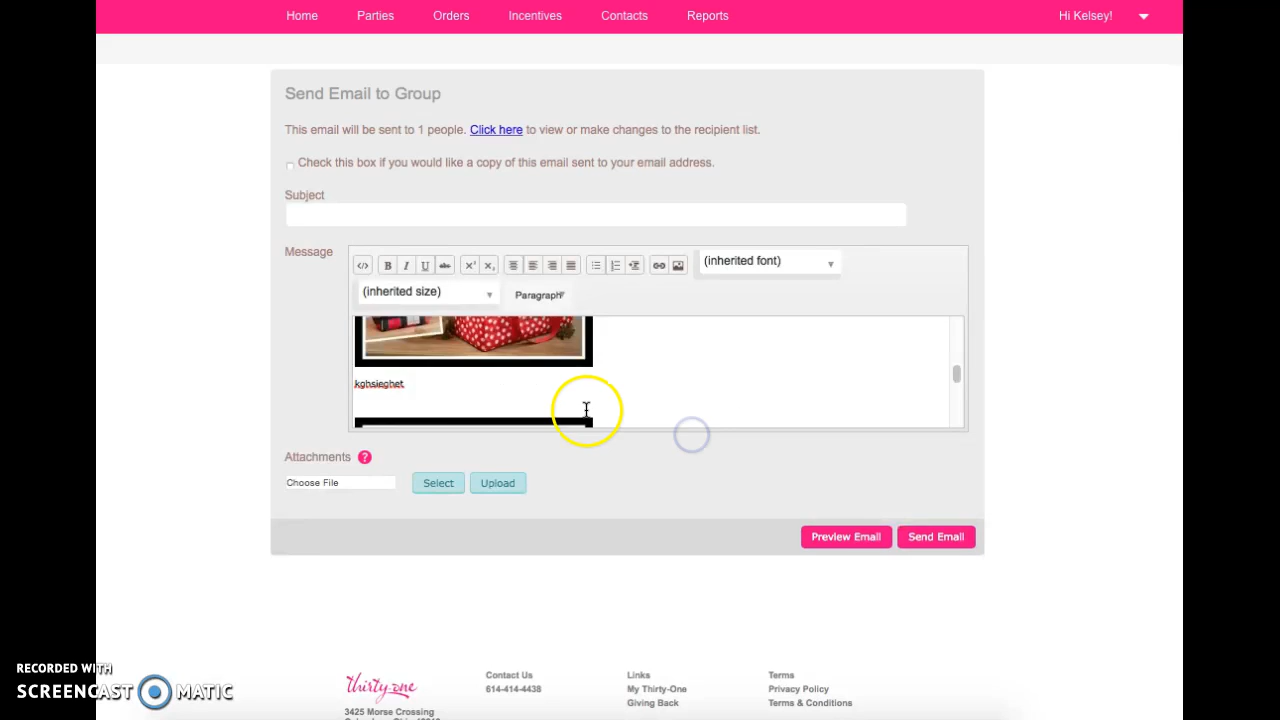 Home Parties Orders Incentives Contacts Reports Hi Kelsey!
Send Email to Group
This email will be sent to 1 people. Click here to view or make changes to the recipient list.
Check this box if you would like a copy of this email sent to your email address.
Subject
Message
</> B I U abc X² X₂ (inherited font)
(inherited size) Paragraph
kghsieghet
Attachments ?
Choose File Select Upload
Preview Email Send Email
thirty-one
3425 Morse Crossing
Contact Us
614-414-4438
Links
My Thirty-One
Giving Back
Terms
Privacy Policy
Terms & Conditions
RECORDED WITH
SCREENCAST MATIC